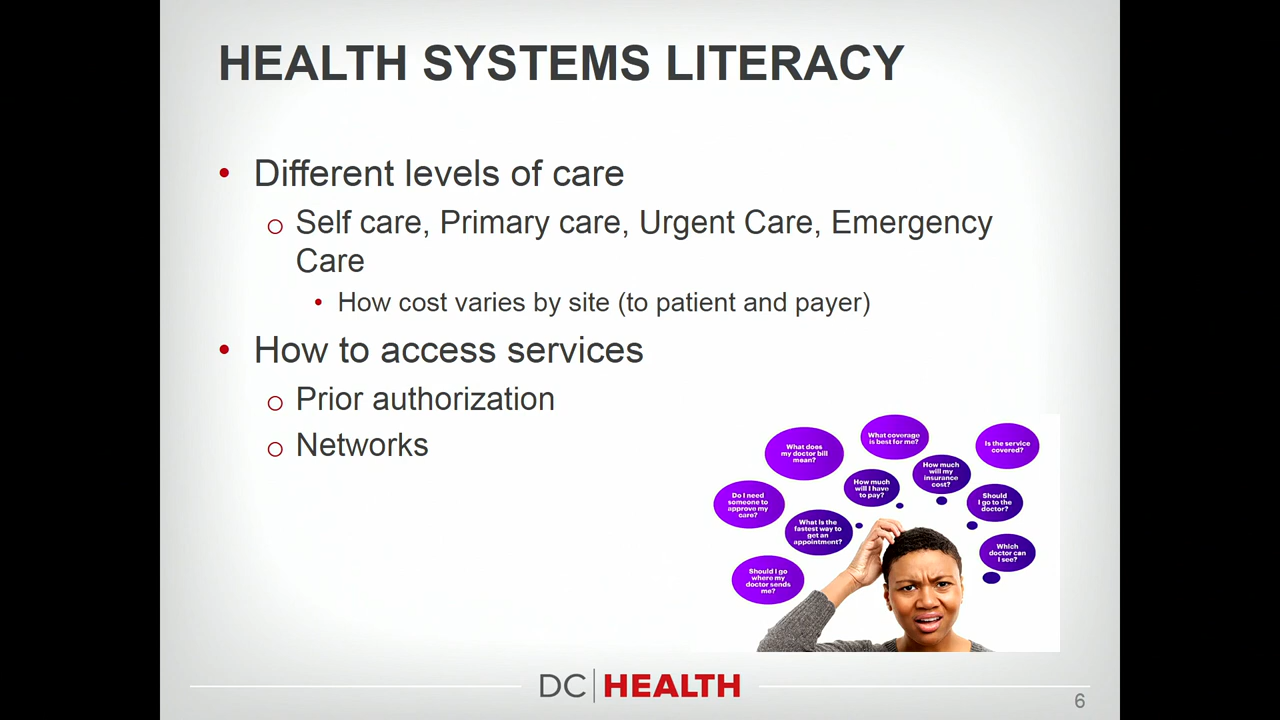 HEALTH SYSTEMS LITERACY
• Different levels of care
o Self care, Primary care, Urgent Care, Emergency
Care
• How cost varies by site (to patient and payer)
• How to access services
o Prior authorization
o Networks
What does
my doctor bill
mean?
What coverage
is best for me?
Is the service
covered?
Do I need
someone to
approve my
care?
How much
will I have
to pay?
How much
will my
insurance
cost?
Should
I go to the
doctor?
What is the
fastest way to
get an
appointment?
Which
doctor can
I see?
Should I go
where my
doctor sends
me?
DC|HEALTH
6